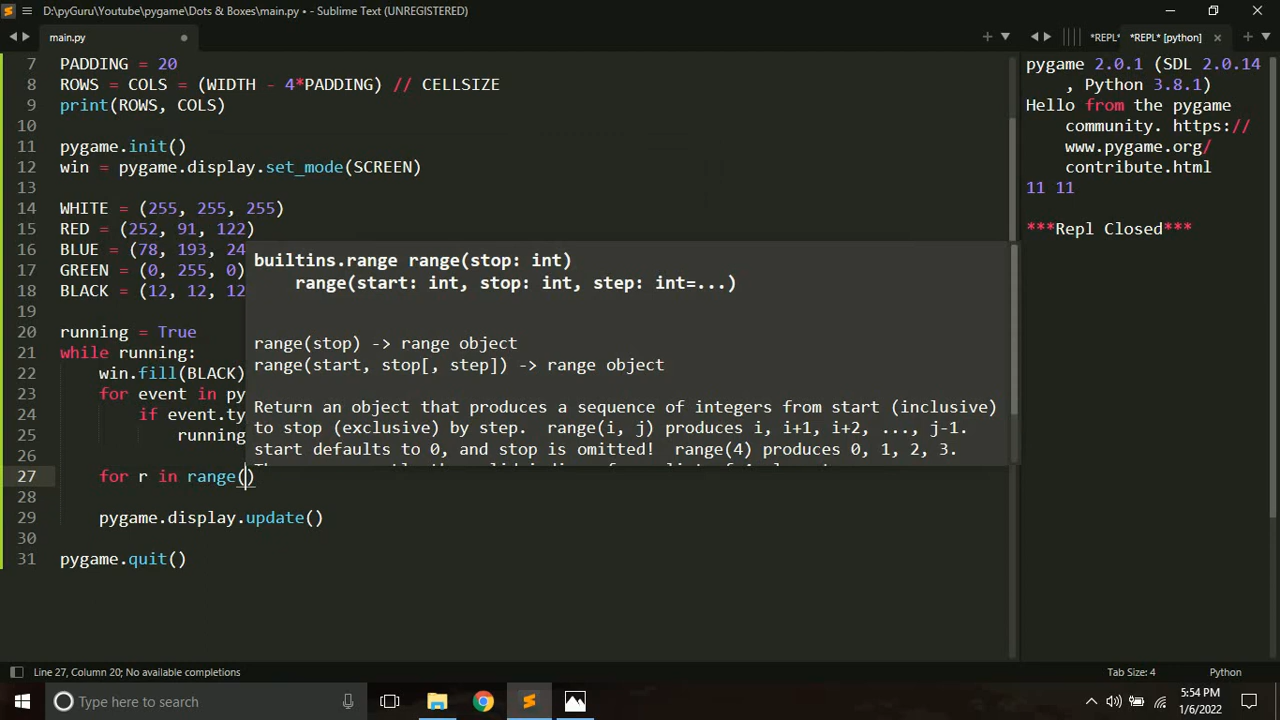 D:\pyGuru\Youtube\pygame\Dots & Boxes\main.py • - Sublime Text (UNREGISTERED)
main.py
*REPL*
*REPL* [python]
7 PADDING = 20
8 ROWS = COLS = (WIDTH - 4*PADDING) // CELLSIZE
9 print(ROWS, COLS)
10
11 pygame.init()
12 win = pygame.display.set_mode(SCREEN)
13
14 WHITE = (255, 255, 255)
15 RED = (252, 91, 122)
16 BLUE = (78, 193, 24
17 GREEN = (0, 255, 0)
18 BLACK = (12, 12, 12
19
20 running = True
21 while running:
22 win.fill(BLACK)
23 for event in py
24 if event.ty
25 running
26
27 for r in range()
28
29 pygame.display.update()
30
31 pygame.quit()
builtins.range range(stop: int)
range(start: int, stop: int, step: int=...)
range(stop) -> range object
range(start, stop[, step]) -> range object
Return an object that produces a sequence of integers from start (inclusive)
to stop (exclusive) by step. range(i, j) produces i, i+1, i+2, ..., j-1.
start defaults to 0, and stop is omitted! range(4) produces 0, 1, 2, 3.
pygame 2.0.1 (SDL 2.0.14
, Python 3.8.1)
Hello from the pygame
community. https://
www.pygame.org/
contribute.html
11 11
***Repl Closed***
Line 27, Column 20; No available completions
Tab Size: 4
Python
Type here to search
5:54 PM
1/6/2022